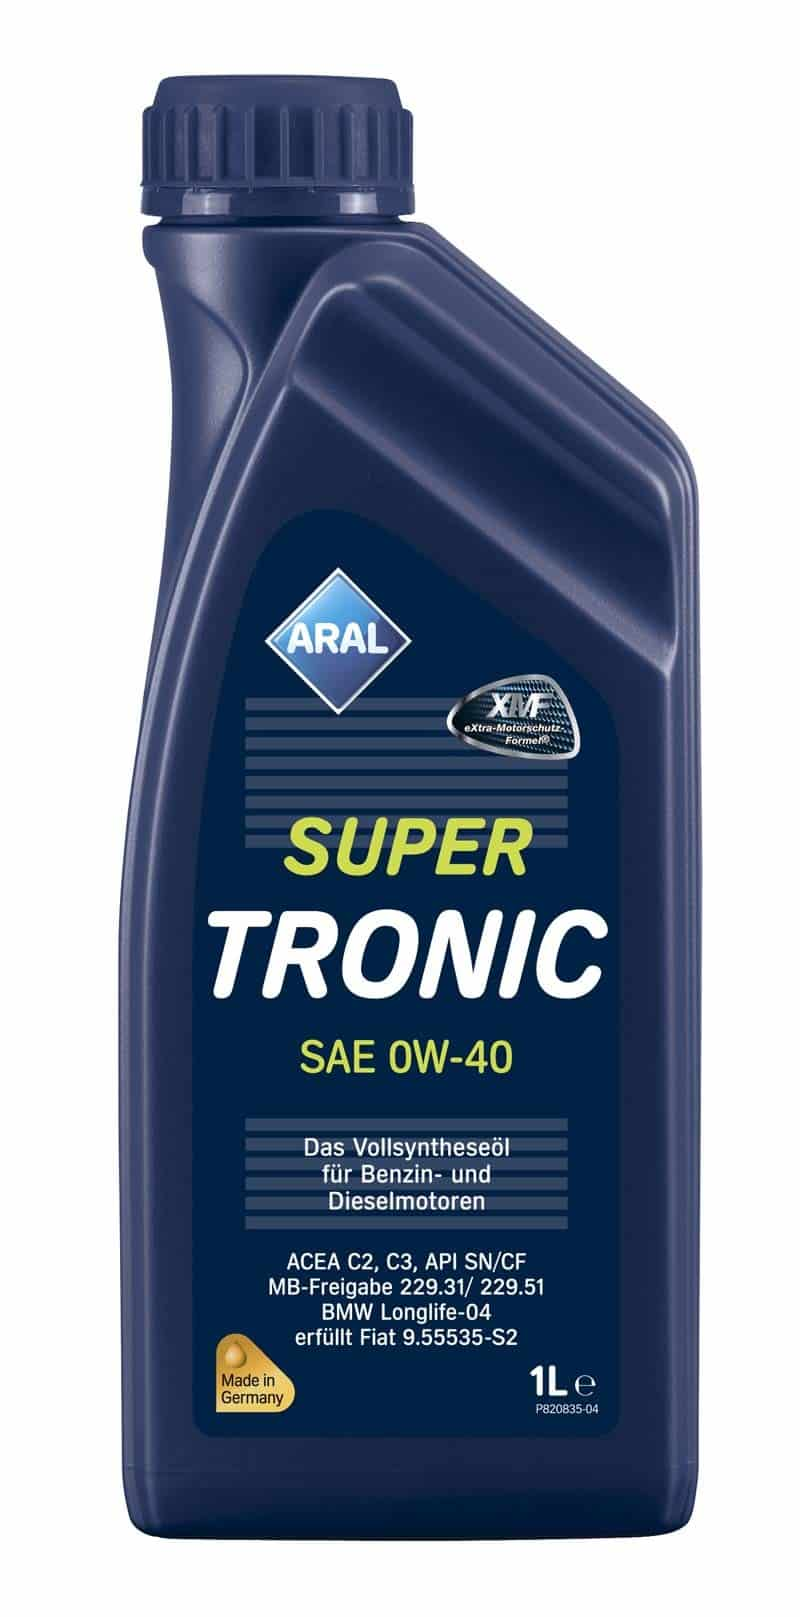 ARAL
XMF
eXtra-Motorschutz-
Formel®
SUPER
TRONIC
SAE 0W-40
Das Vollsyntheseöl
für Benzin- und
Dieselmotoren
ACEA C2, C3, API SN/CF
MB-Freigabe 229.31/ 229.51
BMW Longlife-04
erfüllt Fiat 9.55535-S2
Made in
Germany
1L ℮
P820835-04